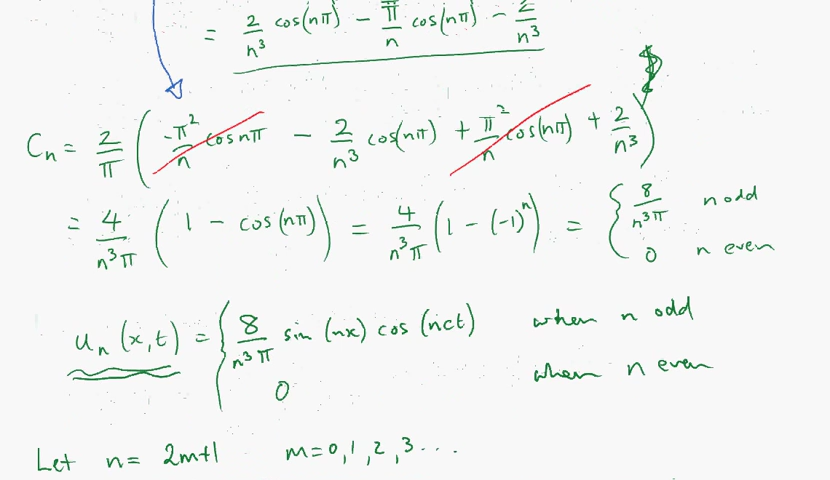 = 2/n³ cos(nπ) − π/n cos(nπ) − 2/n³
Cₙ = 2/π ( −π²/n cos nπ − 2/n³ cos(nπ) + π²/n cos(nπ) + 2/n³ )
= 4/n³π ( 1 − cos(nπ) ) = 4/n³π ( 1 − (−1)ⁿ ) = { 8/n³π n odd
0 n even
uₙ(x,t) = { 8/n³π sin(nx) cos(nct) when n odd
0 when n even
Let n = 2m+1 m = 0, 1, 2, 3 . . .